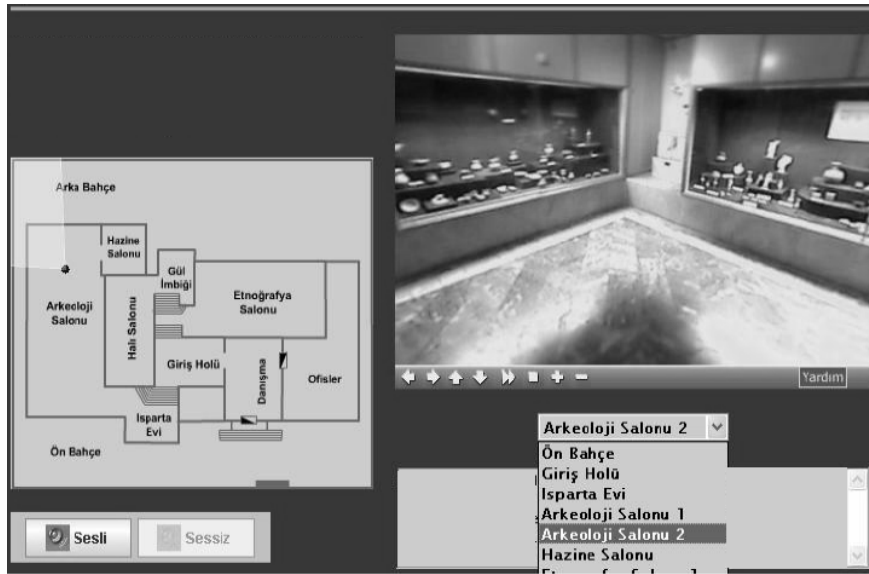 Arka Bahçe
Hazine
Salonu
Gül
İmbiği
Arkeoloji
Salonu
Halı Salonu
Etnoğrafya
Salonu
Giriş Holü
Danışma
Ofisler
Isparta
Evi
Ön Bahçe
Sesli
Sessiz
Yardım
Arkeoloji Salonu 2
Ön Bahçe
Giriş Holü
Isparta Evi
Arkeoloji Salonu 1
Arkeoloji Salonu 2
Hazine Salonu